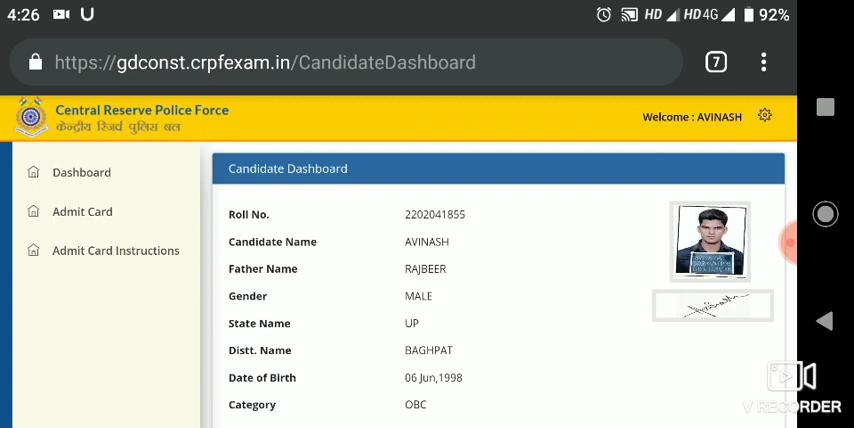 4:26 HD HD 4G 92%
https://gdconst.crpfexam.in/CandidateDashboard 7
Central Reserve Police Force
केन्द्रीय रिजर्व पुलिस बल
Welcome : AVINASH
Dashboard
Admit Card
Admit Card Instructions
Candidate Dashboard
Roll No. 2202041855
Candidate Name AVINASH
Father Name RAJBEER
Gender MALE
State Name UP
Distt. Name BAGHPAT
Date of Birth 06 Jun,1998
Category OBC
V RECORDER